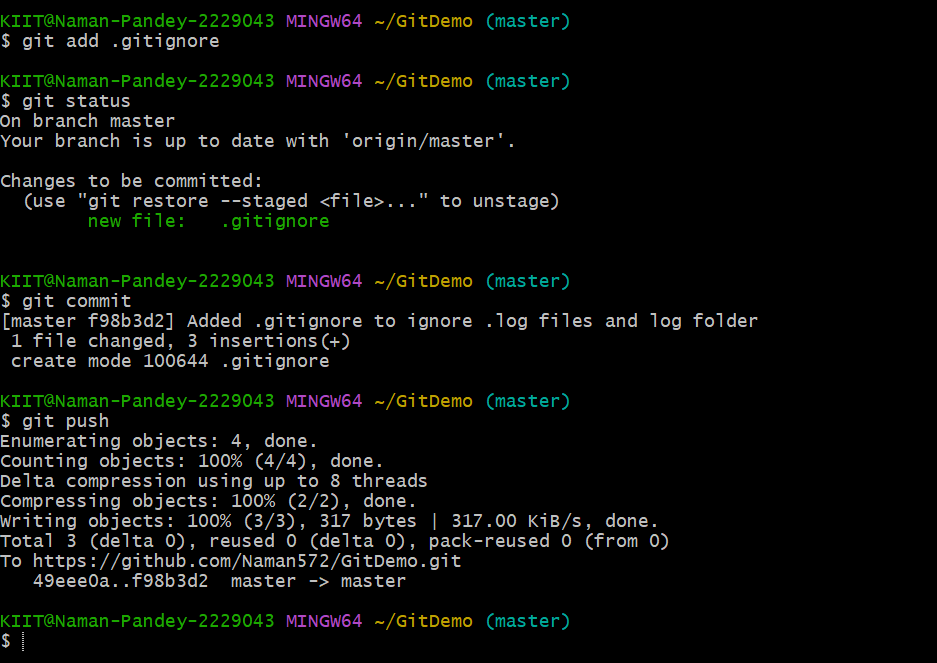 KIIT@Naman-Pandey-2229043 MINGW64 ~/GitDemo (master)
$ git add .gitignore
KIIT@Naman-Pandey-2229043 MINGW64 ~/GitDemo (master)
$ git status
On branch master
Your branch is up to date with 'origin/master'.
Changes to be committed:
  (use "git restore --staged <file>..." to unstage)
        new file:   .gitignore
KIIT@Naman-Pandey-2229043 MINGW64 ~/GitDemo (master)
$ git commit
[master f98b3d2] Added .gitignore to ignore .log files and log folder
 1 file changed, 3 insertions(+)
 create mode 100644 .gitignore
KIIT@Naman-Pandey-2229043 MINGW64 ~/GitDemo (master)
$ git push
Enumerating objects: 4, done.
Counting objects: 100% (4/4), done.
Delta compression using up to 8 threads
Compressing objects: 100% (2/2), done.
Writing objects: 100% (3/3), 317 bytes | 317.00 KiB/s, done.
Total 3 (delta 0), reused 0 (delta 0), pack-reused 0 (from 0)
To https://github.com/Naman572/GitDemo.git
   49eee0a..f98b3d2  master -> master
KIIT@Naman-Pandey-2229043 MINGW64 ~/GitDemo (master)
$